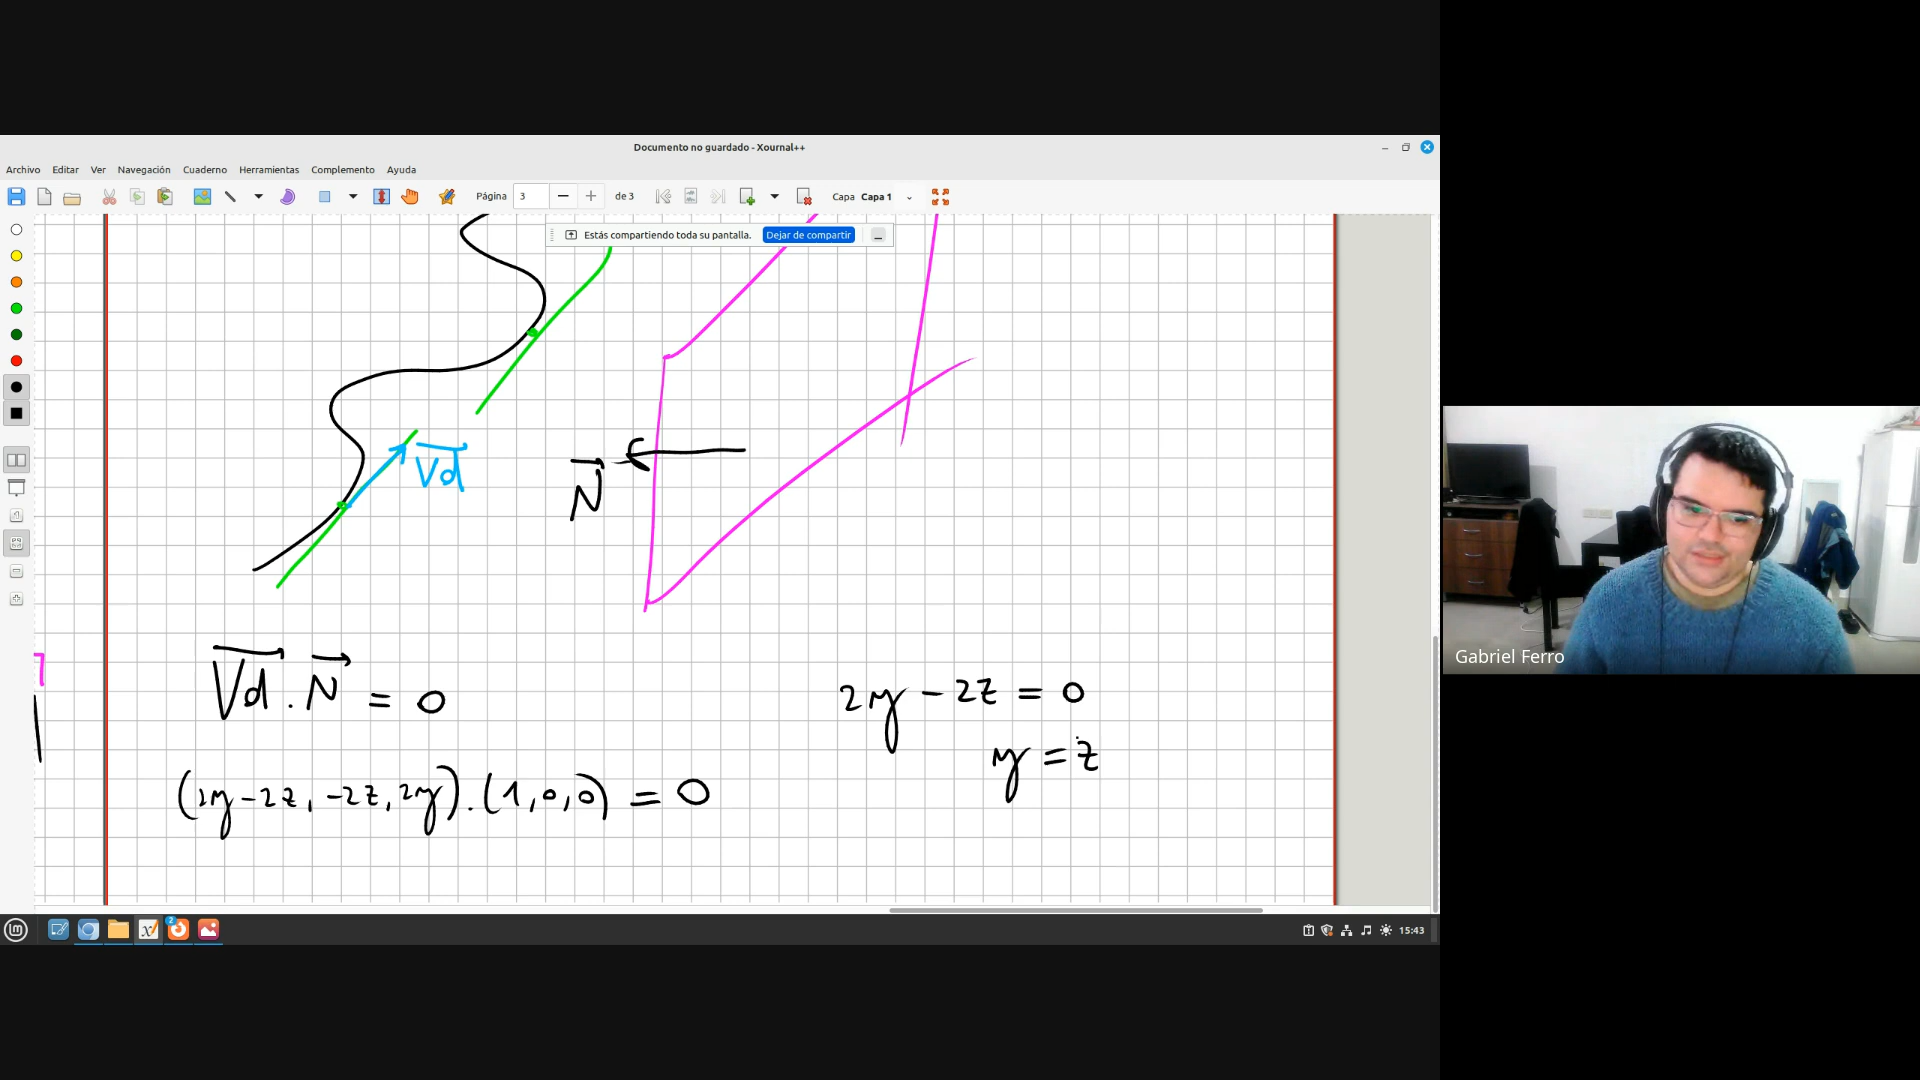 Documento no guardado - Xournal++
Archivo Editar Ver Navegación Cuaderno Herramientas Complemento Ayuda
Página 3 de 3 Capa Capa 1
Estás compartiendo toda su pantalla. Dejar de compartir
Vd
N
Vd . N = 0
2y - 2z = 0
y = z
(2y-2z, -2z, 2y) . (1, 0, 0) = 0
Gabriel Ferro
2
15:43